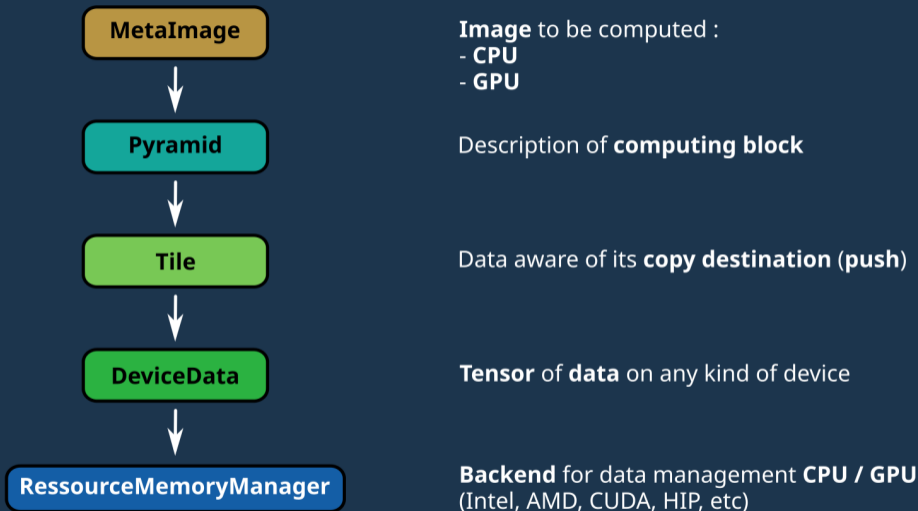 MetaImage
Image to be computed :
- CPU
- GPU
Pyramid
Description of computing block
Tile
Data aware of its copy destination (push)
DeviceData
Tensor of data on any kind of device
RessourceMemoryManager
Backend for data management CPU / GPU
(Intel, AMD, CUDA, HIP, etc)